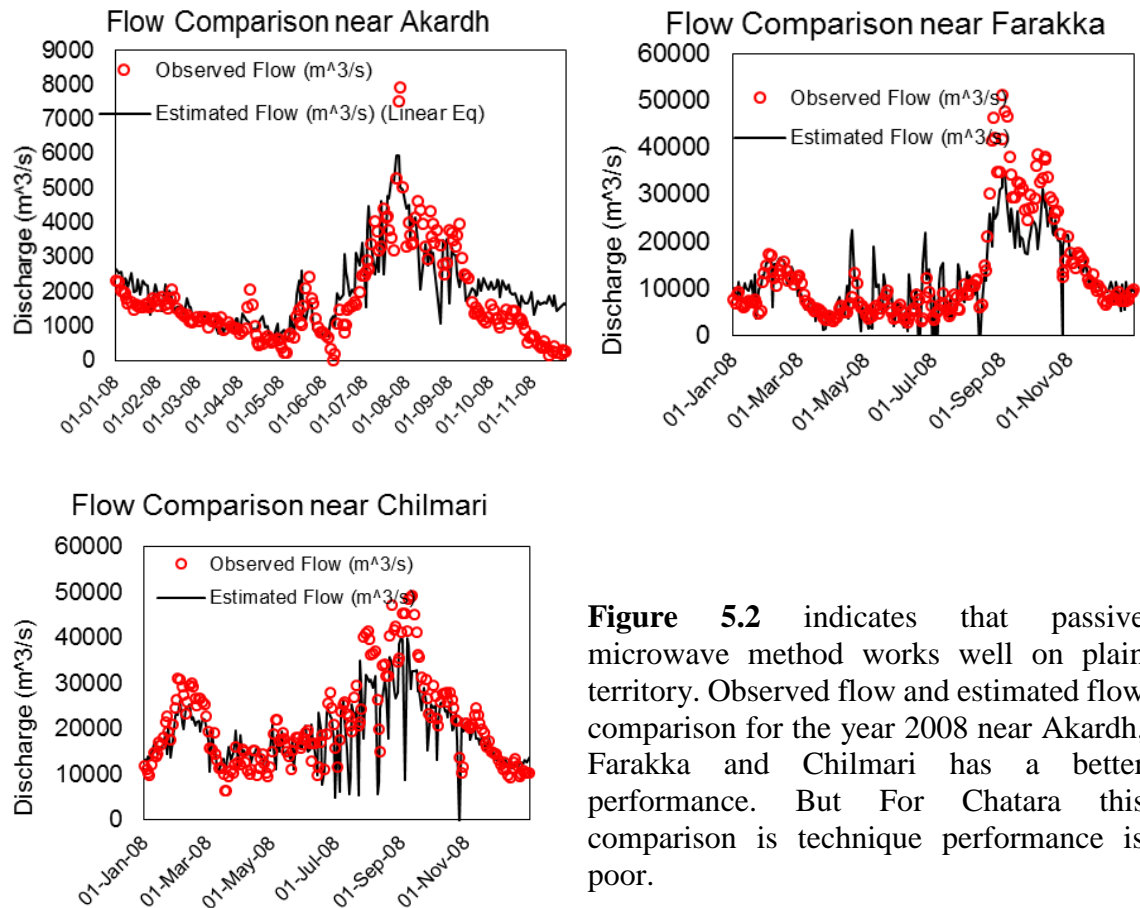 Flow Comparison near Akardh
9000
8000
7000
6000
5000
4000
3000
2000
1000
0
Discharge (m^3/s)
Observed Flow (m^3/s)
Estimated Flow (m^3/s) (Linear Eq)
01-01-08
01-02-08
01-03-08
01-04-08
01-05-08
01-06-08
01-07-08
01-08-08
01-09-08
01-10-08
01-11-08
Flow Comparison near Farakka
60000
50000
40000
30000
20000
10000
0
Discharge (m^3/s)
Observed Flow (m^3/s)
Estimated Flow (m^3/s)
01-Jan-08
01-Mar-08
01-May-08
01-Jul-08
01-Sep-08
01-Nov-08
Flow Comparison near Chilmari
60000
50000
40000
30000
20000
10000
0
Discharge (m^3/s)
Observed Flow (m^3/s)
Estimated Flow (m^3/s)
01-Jan-08
01-Mar-08
01-May-08
01-Jul-08
01-Sep-08
01-Nov-08
Figure 5.2 indicates that passive
microwave method works well on plain
territory. Observed flow and estimated flow
comparison for the year 2008 near Akardh,
Farakka and Chilmari has a better
performance. But For Chatara this
comparison is technique performance is
poor.